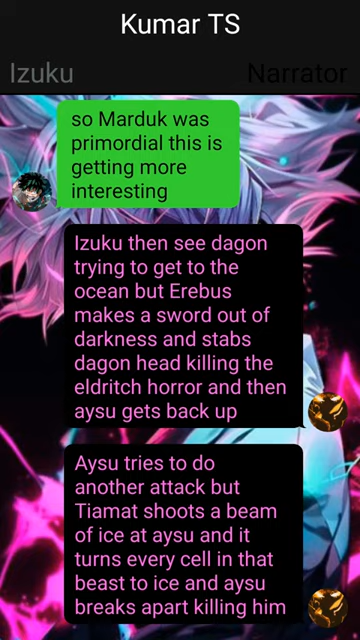 Kumar TS
Izuku
Narrator
so Marduk was
primordial this is
getting more
interesting
Izuku then see dagon
trying to get to the
ocean but Erebus
makes a sword out of
darkness and stabs
dagon head killing the
eldritch horror and then
aysu gets back up
Aysu tries to do
another attack but
Tiamat shoots a beam
of ice at aysu and it
turns every cell in that
beast to ice and aysu
breaks apart killing him